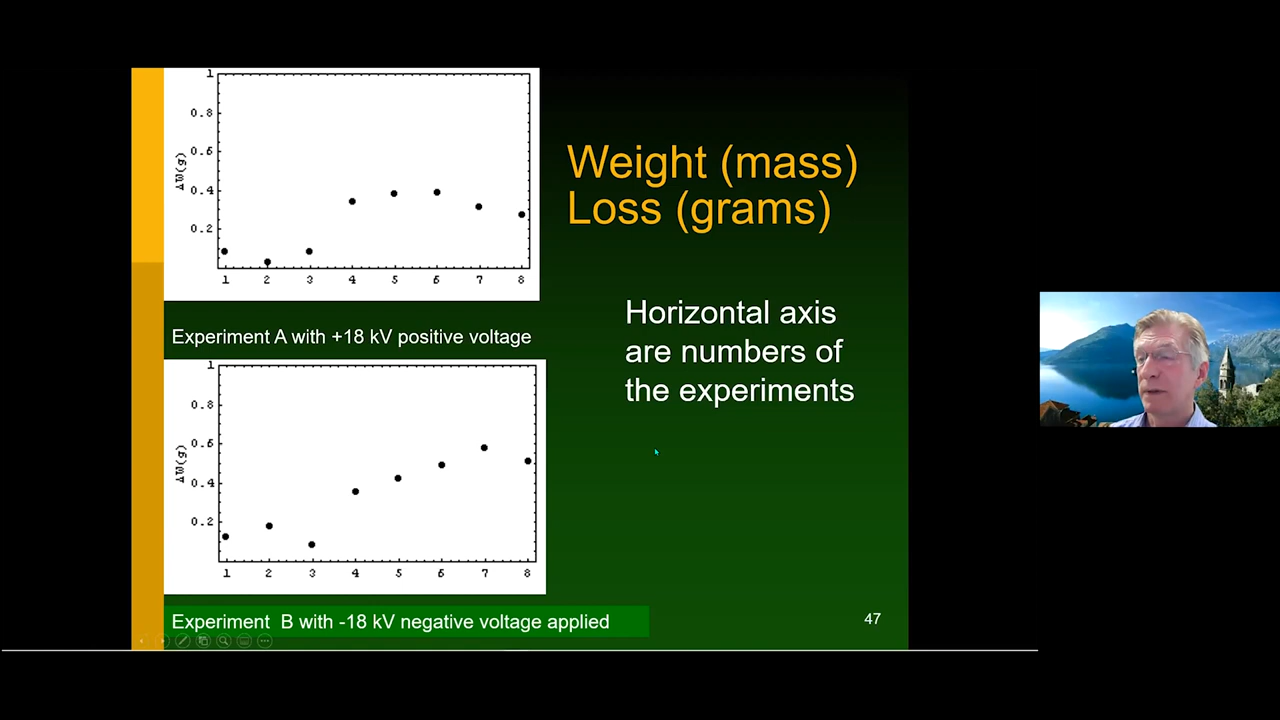 1
0.8
0.6
0.4
0.2
ΔW(g)
1 2 3 4 5 6 7 8
Experiment A with +18 kV positive voltage
1
0.8
0.6
0.4
0.2
ΔW(g)
1 2 3 4 5 6 7 8
Experiment B with -18 kV negative voltage applied
Weight (mass)
Loss (grams)
Horizontal axis
are numbers of
the experiments
47